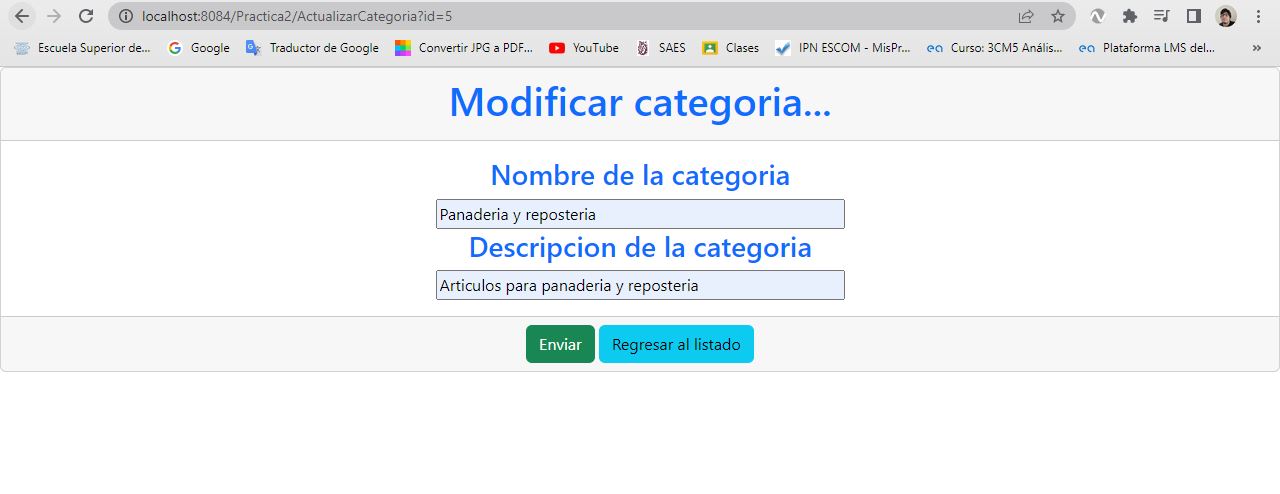 localhost:8084/Practica2/ActualizarCategoria?id=5
Escuela Superior de... Google Traductor de Google Convertir JPG a PDF... YouTube SAES Clases IPN ESCOM - MisPr... Curso: 3CM5 Anális... Plataforma LMS del... »
Modificar categoria...
Nombre de la categoria
Panaderia y reposteria
Descripcion de la categoria
Articulos para panaderia y reposteria
Enviar Regresar al listado